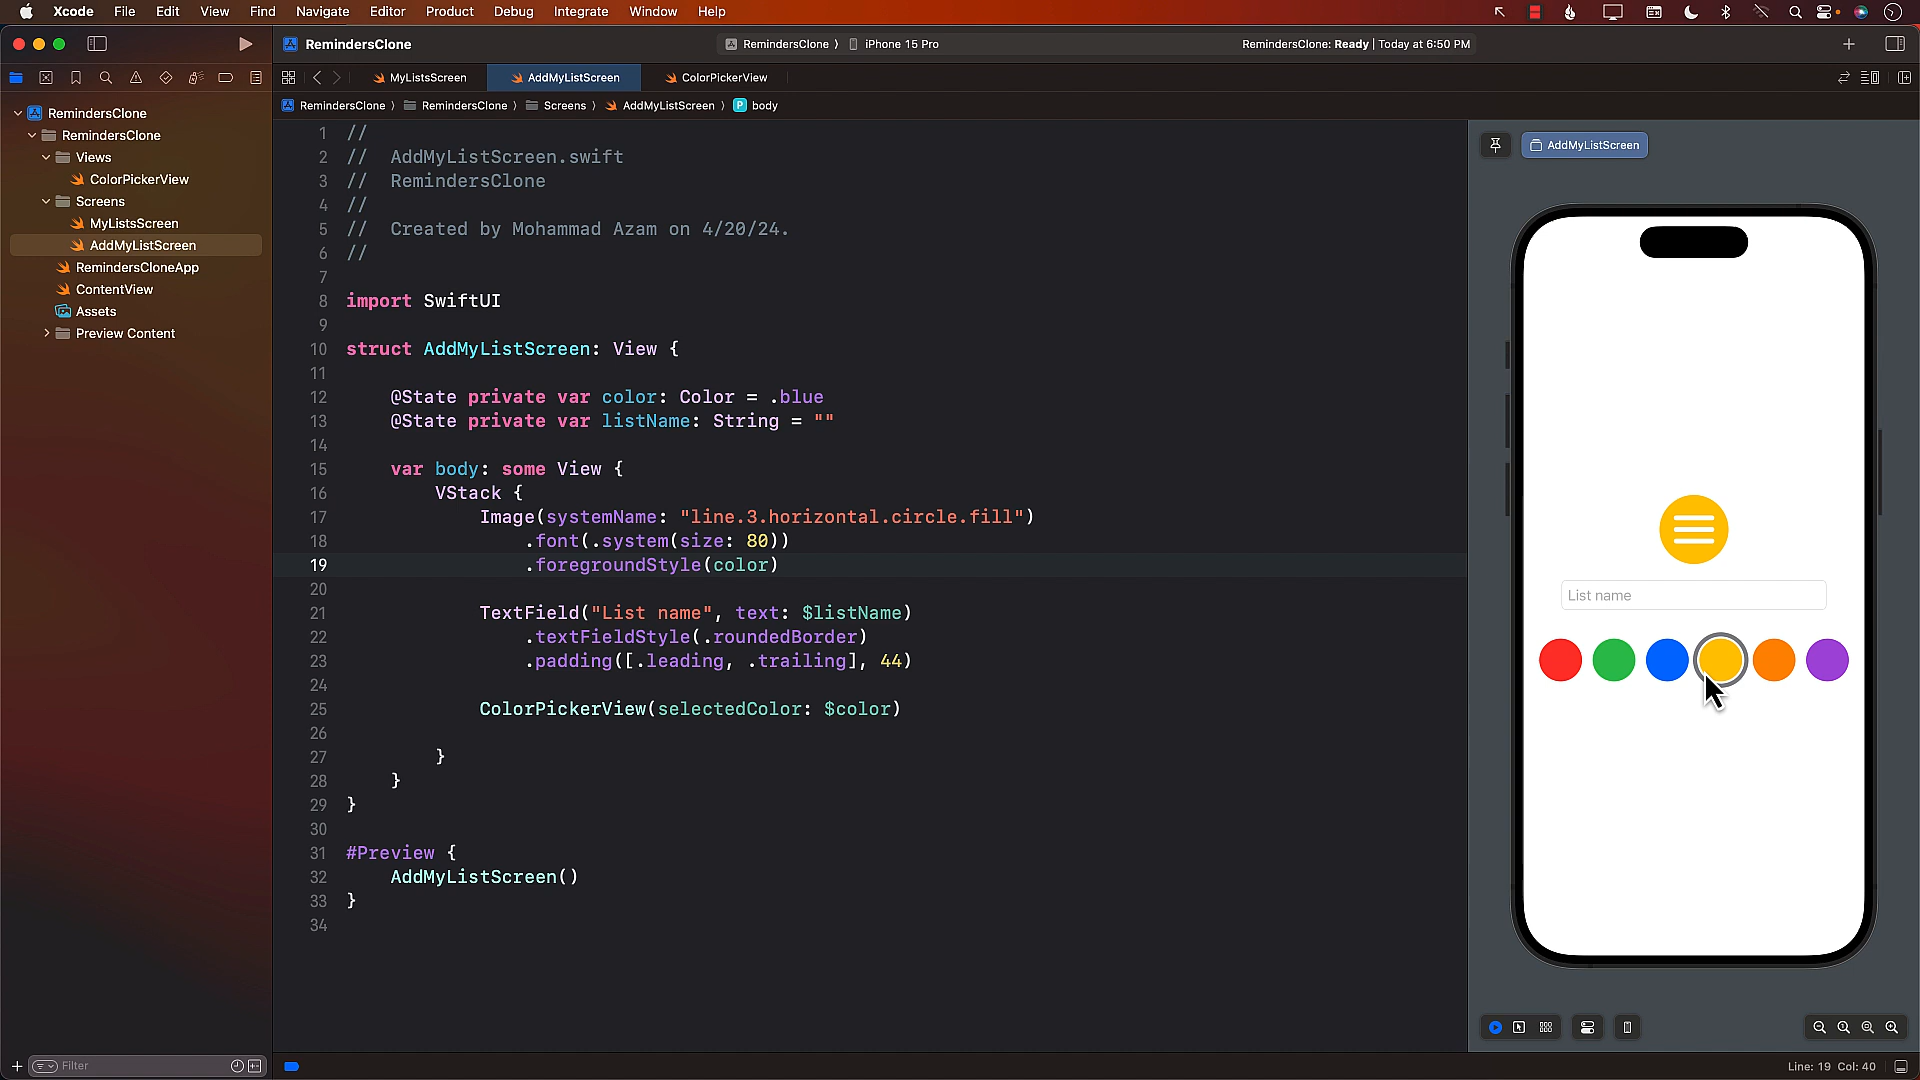 Xcode File Edit View Find Navigate Editor Product Debug Integrate Window Help
RemindersClone
RemindersClone 〉 iPhone 15 Pro
RemindersClone: Ready | Today at 6:50 PM
MyListsScreen
AddMyListScreen
ColorPickerView
RemindersClone 〉 RemindersClone 〉 Screens 〉 AddMyListScreen 〉 P body
RemindersClone
RemindersClone
Views
ColorPickerView
Screens
MyListsScreen
AddMyListScreen
RemindersCloneApp
ContentView
Assets
Preview Content
1 //
2 //  AddMyListScreen.swift
3 //  RemindersClone
4 //
5 //  Created by Mohammad Azam on 4/20/24.
6 //
7
8 import SwiftUI
9
10 struct AddMyListScreen: View {
11
12     @State private var color: Color = .blue
13     @State private var listName: String = ""
14
15     var body: some View {
16         VStack {
17             Image(systemName: "line.3.horizontal.circle.fill")
18                 .font(.system(size: 80))
19                 .foregroundStyle(color)
20
21             TextField("List name", text: $listName)
22                 .textFieldStyle(.roundedBorder)
23                 .padding([.leading, .trailing], 44)
24
25             ColorPickerView(selectedColor: $color)
26
27         }
28     }
29 }
30
31 #Preview {
32     AddMyListScreen()
33 }
34
AddMyListScreen
List name
Filter
Line: 19 Col: 40